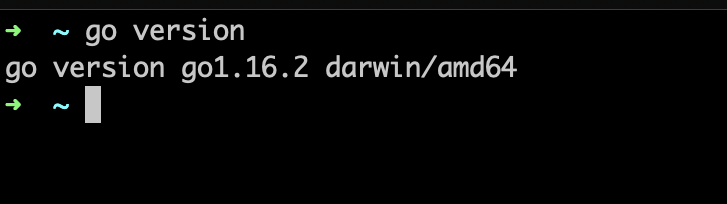 ➜ ~ go version
go version go1.16.2 darwin/amd64
➜ ~